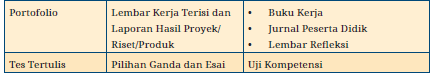 Portofolio
Lembar Kerja Terisi dan
Laporan Hasil Proyek/
Riset/Produk
• Buku Kerja
• Jurnal Peserta Didik
• Lembar Refleksi
Tes Tertulis
Pilihan Ganda dan Esai
Uji Kompetensi